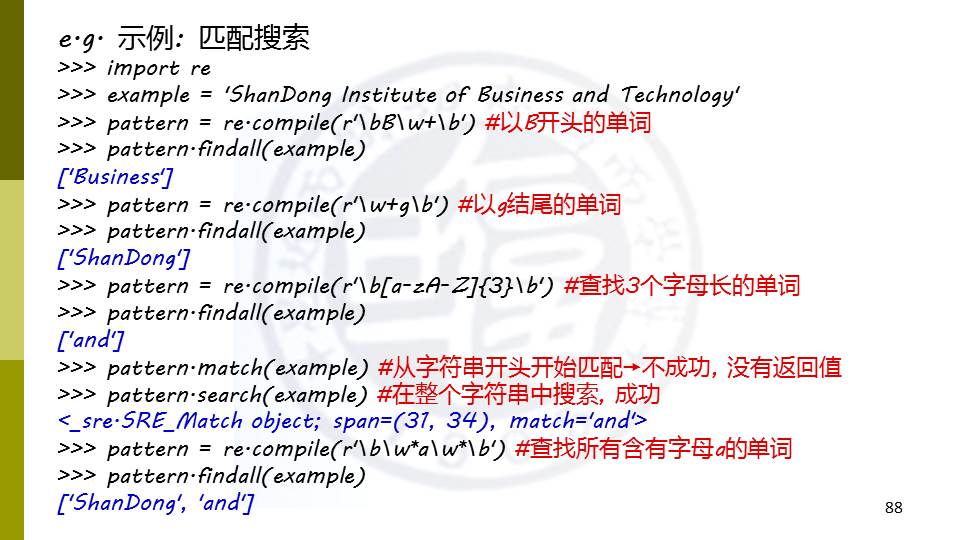 e.g. 示例：匹配搜索
>>> import re
>>> example = 'ShanDong Institute of Business and Technology'
>>> pattern = re.compile(r'\bB\w+\b') #以B开头的单词
>>> pattern.findall(example)
['Business']
>>> pattern = re.compile(r'\w+g\b') #以g结尾的单词
>>> pattern.findall(example)
['ShanDong']
>>> pattern = re.compile(r'\b[a-zA-Z]{3}\b') #查找3个字母长的单词
>>> pattern.findall(example)
['and']
>>> pattern.match(example) #从字符串开头开始匹配→不成功，没有返回值
>>> pattern.search(example) #在整个字符串中搜索，成功
<_sre.SRE_Match object; span=(31, 34), match='and'>
>>> pattern = re.compile(r'\b\w*a\w*\b') #查找所有含有字母a的单词
>>> pattern.findall(example)
['ShanDong', 'and']
88